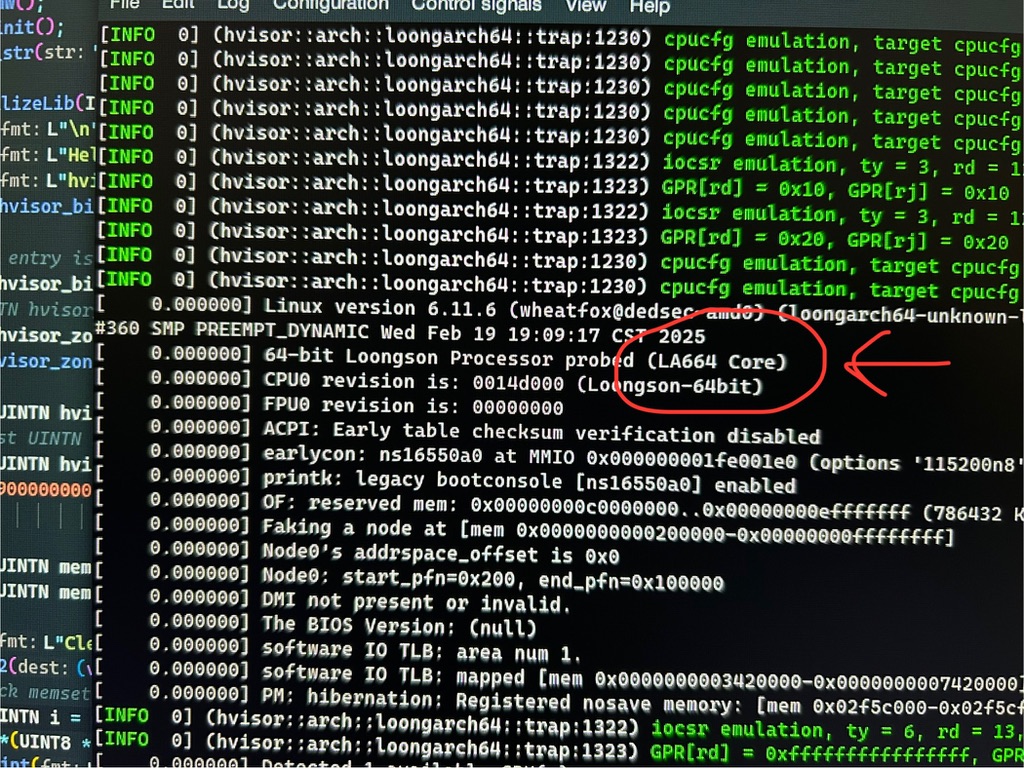 File Edit Log Configuration Control signals View Help
[INFO 0] (hvisor::arch::loongarch64::trap:1230) cpucfg emulation, target cpucfg
[INFO 0] (hvisor::arch::loongarch64::trap:1230) cpucfg emulation, target cpucfg
[INFO 0] (hvisor::arch::loongarch64::trap:1230) cpucfg emulation, target cpucfg
[INFO 0] (hvisor::arch::loongarch64::trap:1230) cpucfg emulation, target cpucfg
[INFO 0] (hvisor::arch::loongarch64::trap:1230) cpucfg emulation, target cpucfg
[INFO 0] (hvisor::arch::loongarch64::trap:1322) iocsr emulation, ty = 3, rd =
[INFO 0] (hvisor::arch::loongarch64::trap:1323) GPR[rd] = 0x10, GPR[rj] = 0x10
[INFO 0] (hvisor::arch::loongarch64::trap:1322) iocsr emulation, ty = 3, rd =
[INFO 0] (hvisor::arch::loongarch64::trap:1323) GPR[rd] = 0x20, GPR[rj] = 0x20
[INFO 0] (hvisor::arch::loongarch64::trap:1230) cpucfg emulation, target cpucfg
[INFO 0] (hvisor::arch::loongarch64::trap:1230) cpucfg emulation, target cpucfg
[ 0.000000] Linux version 6.11.6 (wheatfox@dedsec-amd0) (loongarch64-unknown-
#360 SMP PREEMPT_DYNAMIC Wed Feb 19 19:09:17 CST 2025
[ 0.000000] 64-bit Loongson Processor probed (LA664 Core)
[ 0.000000] CPU0 revision is: 0014d000 (Loongson-64bit)
[ 0.000000] FPU0 revision is: 00000000
[ 0.000000] ACPI: Early table checksum verification disabled
[ 0.000000] earlycon: ns16550a0 at MMIO 0x000000001fe001e0 (options '115200n8'
[ 0.000000] printk: legacy bootconsole [ns16550a0] enabled
[ 0.000000] OF: reserved mem: 0x00000000c0000000..0x00000000efffffff (786432 K
[ 0.000000] Faking a node at [mem 0x0000000000200000-0x00000000ffffffff]
[ 0.000000] Node0's addrspace_offset is 0x0
[ 0.000000] Node0: start_pfn=0x200, end_pfn=0x100000
[ 0.000000] DMI not present or invalid.
[ 0.000000] The BIOS Version: (null)
[ 0.000000] software IO TLB: area num 1.
[ 0.000000] software IO TLB: mapped [mem 0x0000000003420000-0x0000000007420000]
[ 0.000000] PM: hibernation: Registered nosave memory: [mem 0x02f5c000-0x02f5cf
[INFO 0] (hvisor::arch::loongarch64::trap:1322) iocsr emulation, ty = 6, rd = 13,
[INFO 0] (hvisor::arch::loongarch64::trap:1323) GPR[rd] = 0xffffffffffffffff, GPR
init();
_str(str:
lizeLib(I
fmt: L"\n"
fmt: L"Hel
fmt: L"hvi
hvisor_bi
entry is
hvisor_bi
TN hvisor
hvisor_zo
visor_zon
UINTN hvi
st UINTN
UINTN hvi
900000000
UINTN mem
UINTN mem
fmt: L"Cle
2(dest: (v
ck memset
INTN i =
*(UINT8 *